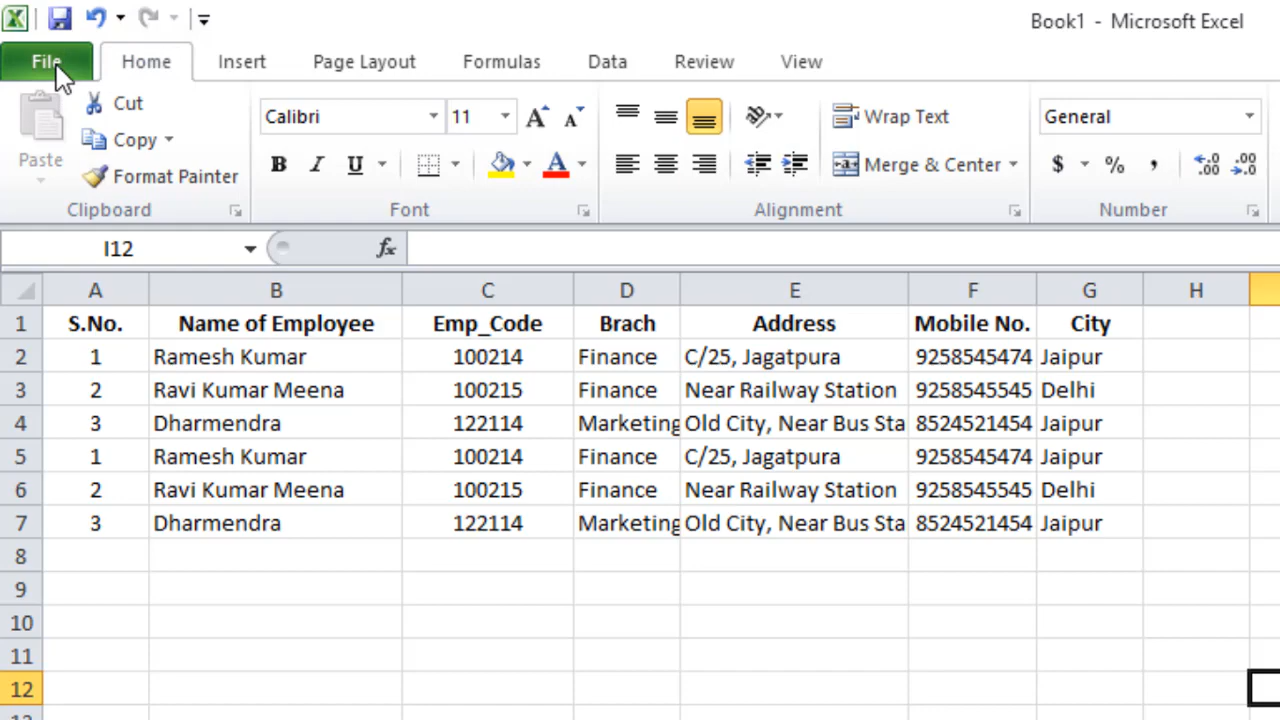 Book1 - Microsoft Excel
File Home Insert Page Layout Formulas Data Review View
Paste Cut Copy Format Painter
Calibri 11 A A B I U A
Wrap Text Merge & Center
General $ % , .0 .00 .00 .0
Clipboard Font Alignment Number
I12 fx
A B C D E F G H
1 S.No. Name of Employee Emp_Code Brach Address Mobile No. City
2 1 Ramesh Kumar 100214 Finance C/25, Jagatpura 9258545474 Jaipur
3 2 Ravi Kumar Meena 100215 Finance Near Railway Station 9258545545 Delhi
4 3 Dharmendra 122114 Marketing Old City, Near Bus Sta 8524521454 Jaipur
5 1 Ramesh Kumar 100214 Finance C/25, Jagatpura 9258545474 Jaipur
6 2 Ravi Kumar Meena 100215 Finance Near Railway Station 9258545545 Delhi
7 3 Dharmendra 122114 Marketing Old City, Near Bus Sta 8524521454 Jaipur
8
9
10
11
12